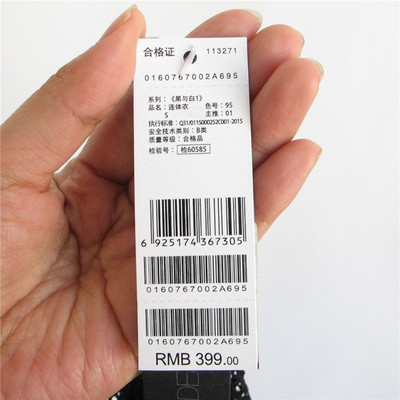 合格证 113271
0160767002A695
系列：《黑与白1》
品名：连体衣 色号：95
S 主推：01
执行标准：Q31/0115000252C001-2015
安全技术类别：B类
质量等级：合格品
检验号： 检60585
6 925174 367305
0160767002A695
0160767002A695
RMB 399.00